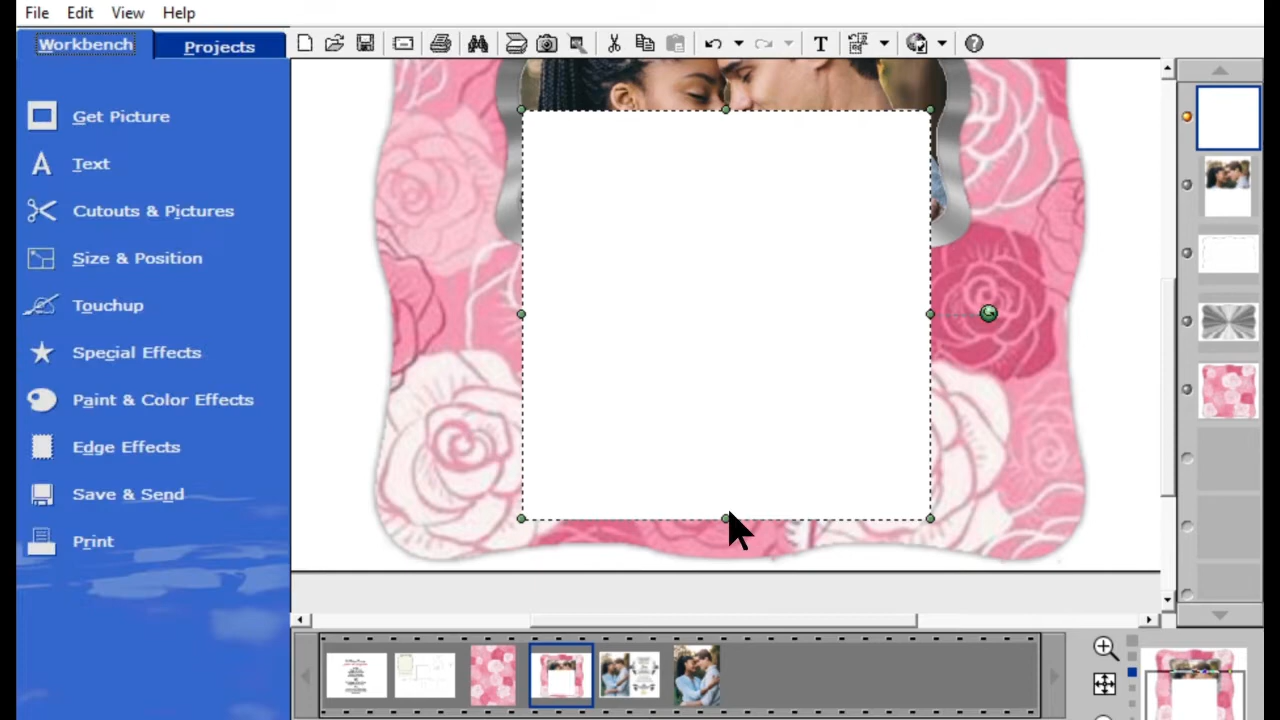 File Edit View Help
Workbench Projects
Get Picture
Text
Cutouts & Pictures
Size & Position
Touchup
Special Effects
Paint & Color Effects
Edge Effects
Save & Send
Print